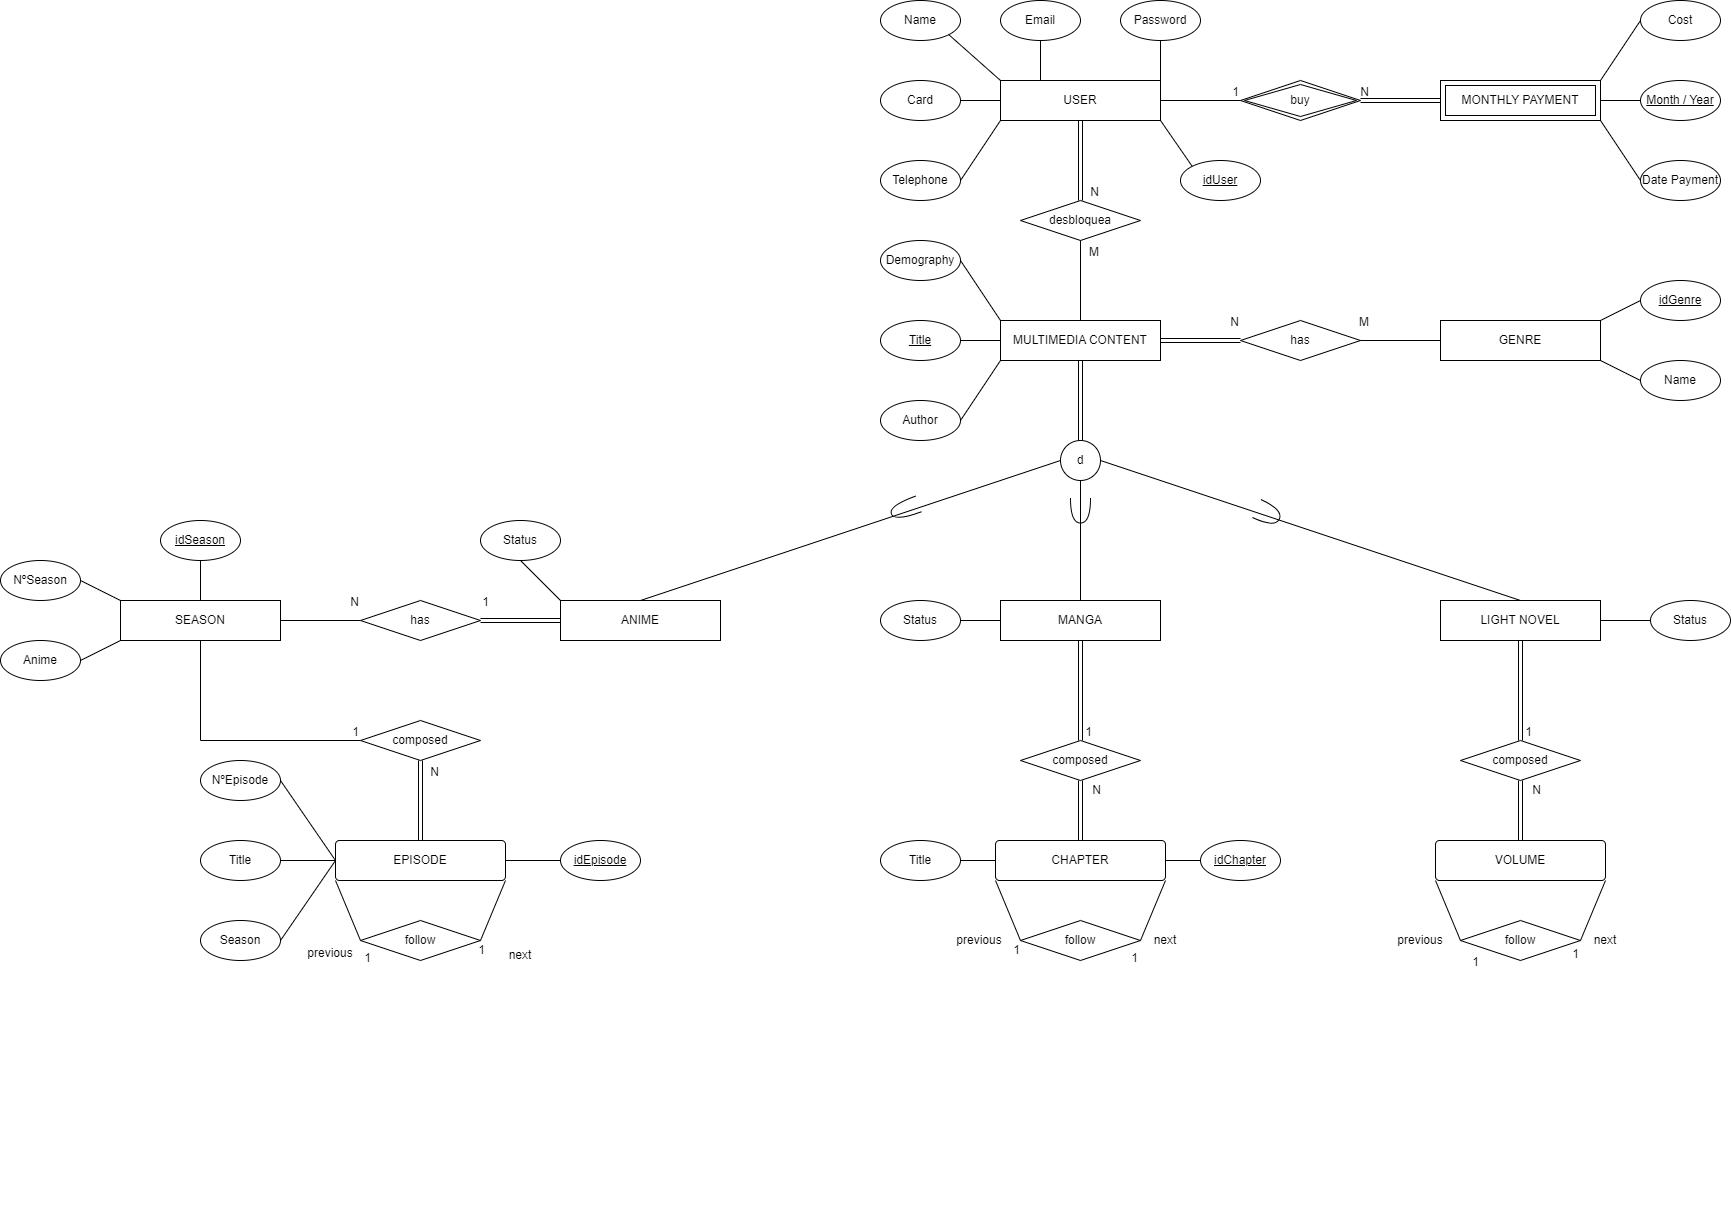 Name
Email
Password
Cost
Card
USER
1
buy
N
MONTHLY PAYMENT
Month / Year
Telephone
N
idUser
Date Payment
desbloquea
M
Demography
idGenre
Title
MULTIMEDIA CONTENT
N
has
M
GENRE
Name
Author
d
idSeason
Status
NºSeason
SEASON
N
has
1
ANIME
Status
MANGA
LIGHT NOVEL
Status
Anime
1
composed
N
1
composed
N
1
composed
N
NºEpisode
Title
EPISODE
idEpisode
Title
CHAPTER
idChapter
VOLUME
Season
previous
1
follow
1
next
previous
1
follow
1
next
previous
1
follow
1
next